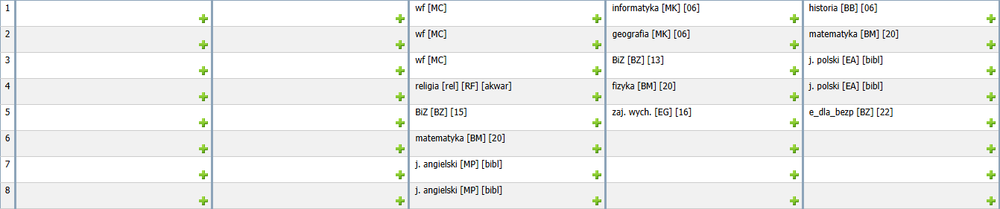 1 wf [MC] informatyka [MK] [06] historia [BB] [06]
2 wf [MC] geografia [MK] [06] matematyka [BM] [20]
3 wf [MC] BiZ [BZ] [13] j. polski [EA] [bibl]
4 religia [rel] [RF] [akwar] fizyka [BM] [20] j. polski [EA] [bibl]
5 BiZ [BZ] [15] zaj. wych. [EG] [16] e_dla_bezp [BZ] [22]
6 matematyka [BM] [20]
7 j. angielski [MP] [bibl]
8 j. angielski [MP] [bibl]